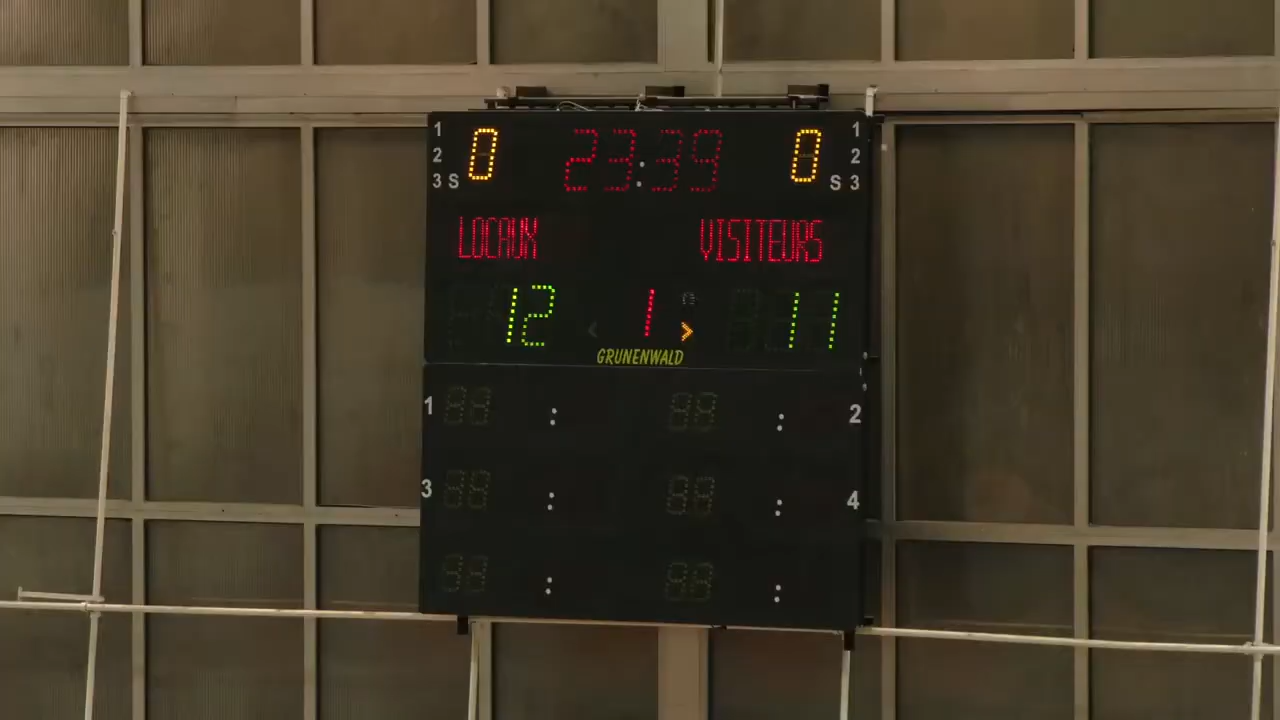 1 0 23:39 0 1
2 2
3 S S 3
LOCAUX VISITEURS
12 < 1 > 11
GRUNENWALD
1 : : 2
3 : : 4
: :